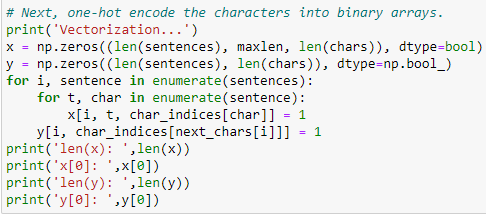 # Next, one-hot encode the characters into binary arrays.
print('Vectorization...')
x = np.zeros((len(sentences), maxlen, len(chars)), dtype=bool)
y = np.zeros((len(sentences), len(chars)), dtype=np.bool_)
for i, sentence in enumerate(sentences):
    for t, char in enumerate(sentence):
        x[i, t, char_indices[char]] = 1
    y[i, char_indices[next_chars[i]]] = 1
print('len(x): ',len(x))
print('x[0]: ',x[0])
print('len(y): ',len(y))
print('y[0]: ',y[0])